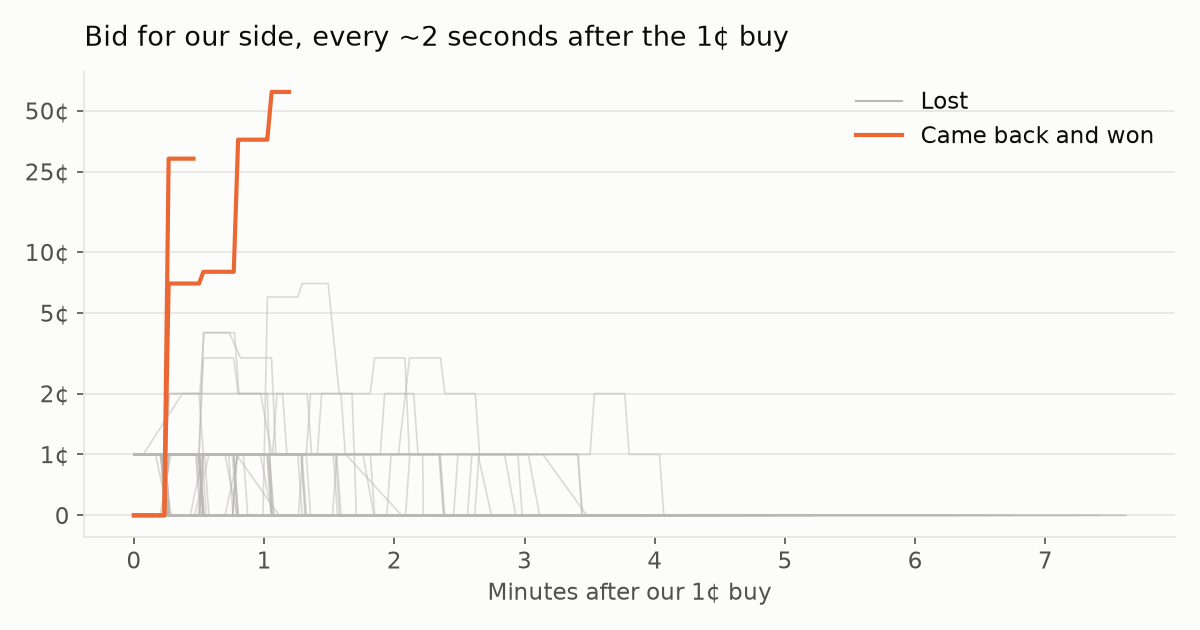 Bid for our side, every ~2 seconds after the 1¢ buy
Lost
Came back and won
50¢
25¢
10¢
5¢
2¢
1¢
0
0 1 2 3 4 5 6 7
Minutes after our 1¢ buy